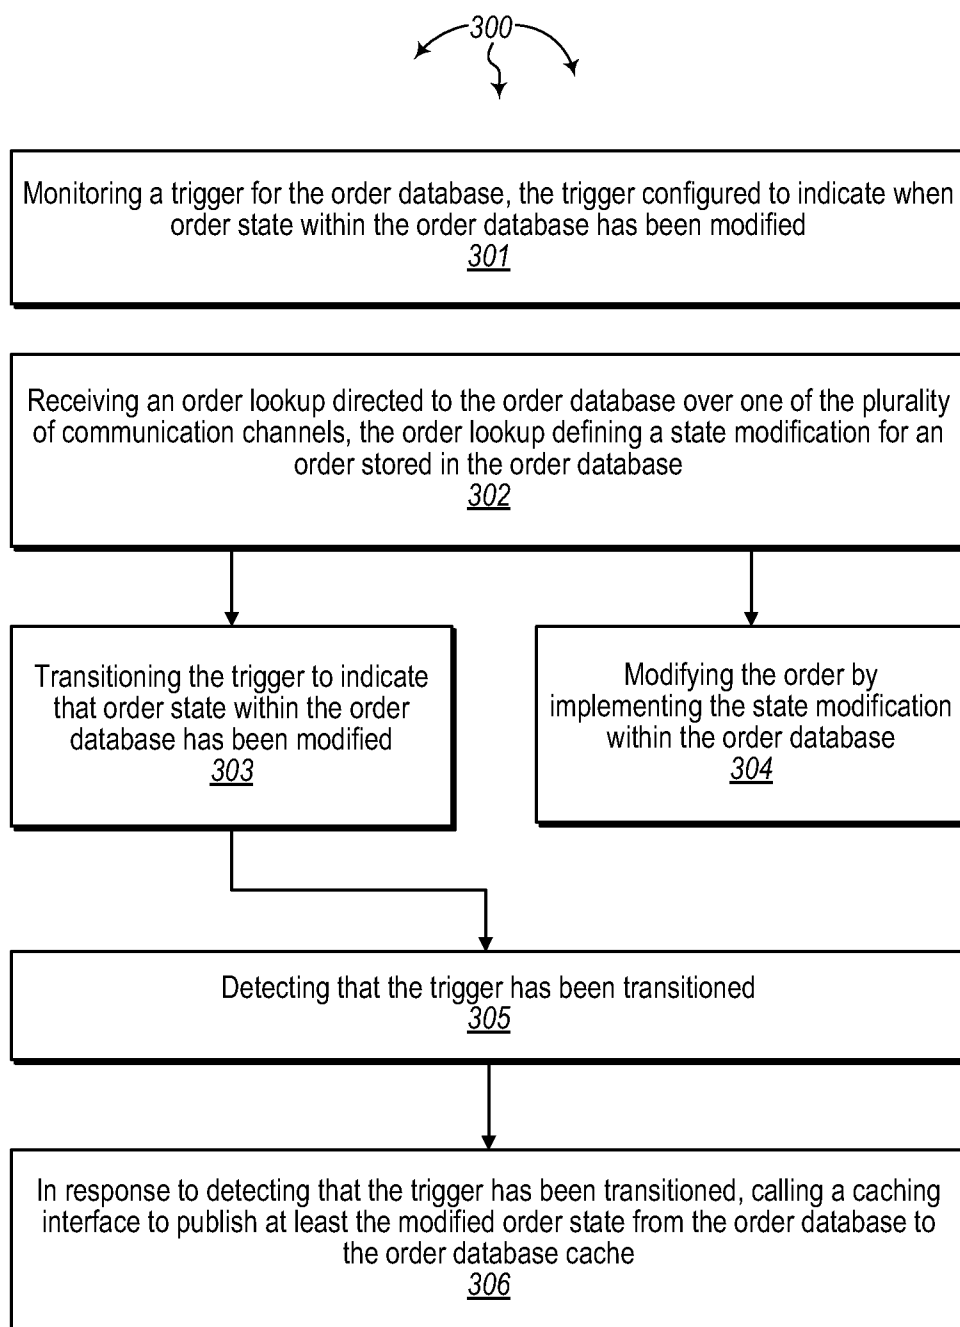 300
Monitoring a trigger for the order database, the trigger configured to indicate when
order state within the order database has been modified
301
Receiving an order lookup directed to the order database over one of the plurality
of communication channels, the order lookup defining a state modification for an
order stored in the order database
302
Transitioning the trigger to indicate
that order state within the order
database has been modified
303
Modifying the order by
implementing the state modification
within the order database
304
Detecting that the trigger has been transitioned
305
In response to detecting that the trigger has been transitioned, calling a caching
interface to publish at least the modified order state from the order database to
the order database cache
306